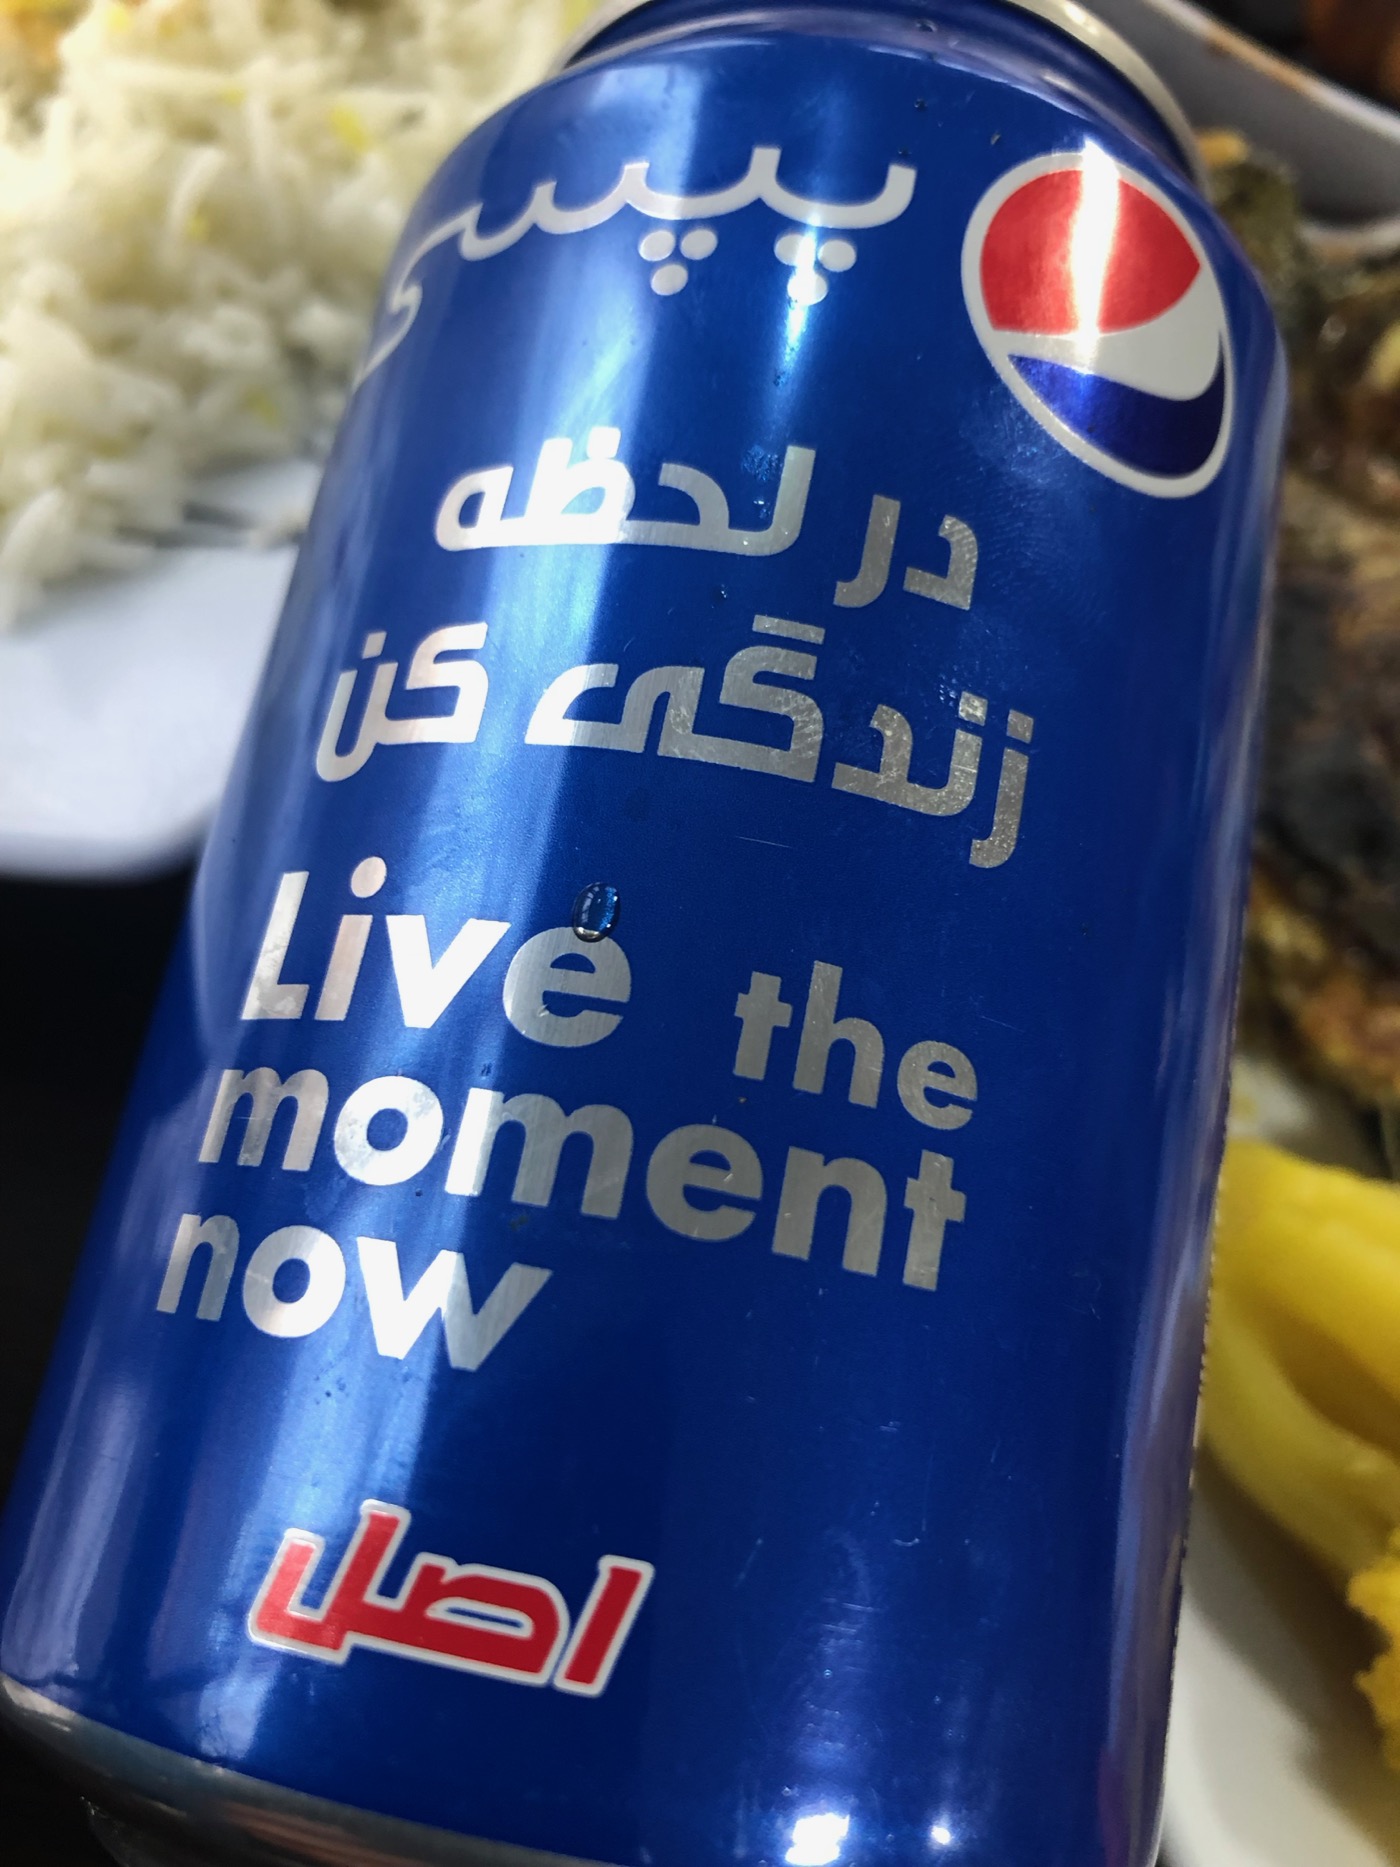 پپسی
در لحظه
زندگی کن
Live the
moment
now
اصل